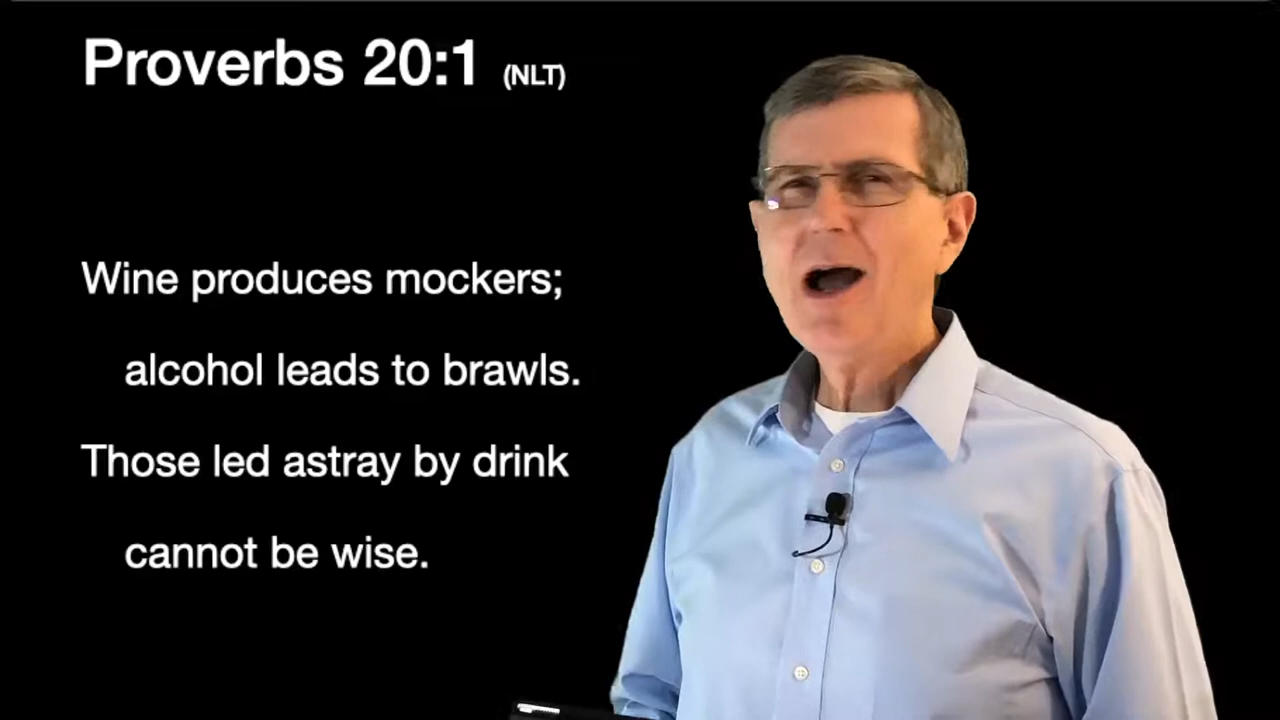 Proverbs 20:1 (NLT)
Wine produces mockers;
alcohol leads to brawls.
Those led astray by drink
cannot be wise.